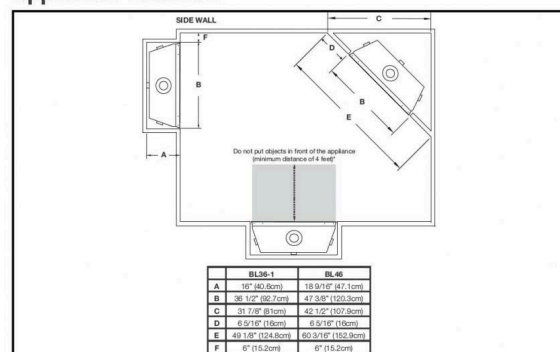 SIDE WALL
C
F
D
B
B
E
A
Do not put objects in front of the appliance
(minimum distance of 4 feet)*
BL36-1 BL46
A 16" (40.6cm) 18 9/16" (47.1cm)
B 36 1/2" (92.7cm) 47 3/8" (120.3cm)
C 31 7/8" (81cm) 42 1/2" (107.9cm)
D 6 5/16" (16cm) 6 5/16" (16cm)
E 49 1/8" (124.8cm) 60 3/16" (152.9cm)
F 6" (15.2cm) 6" (15.2cm)